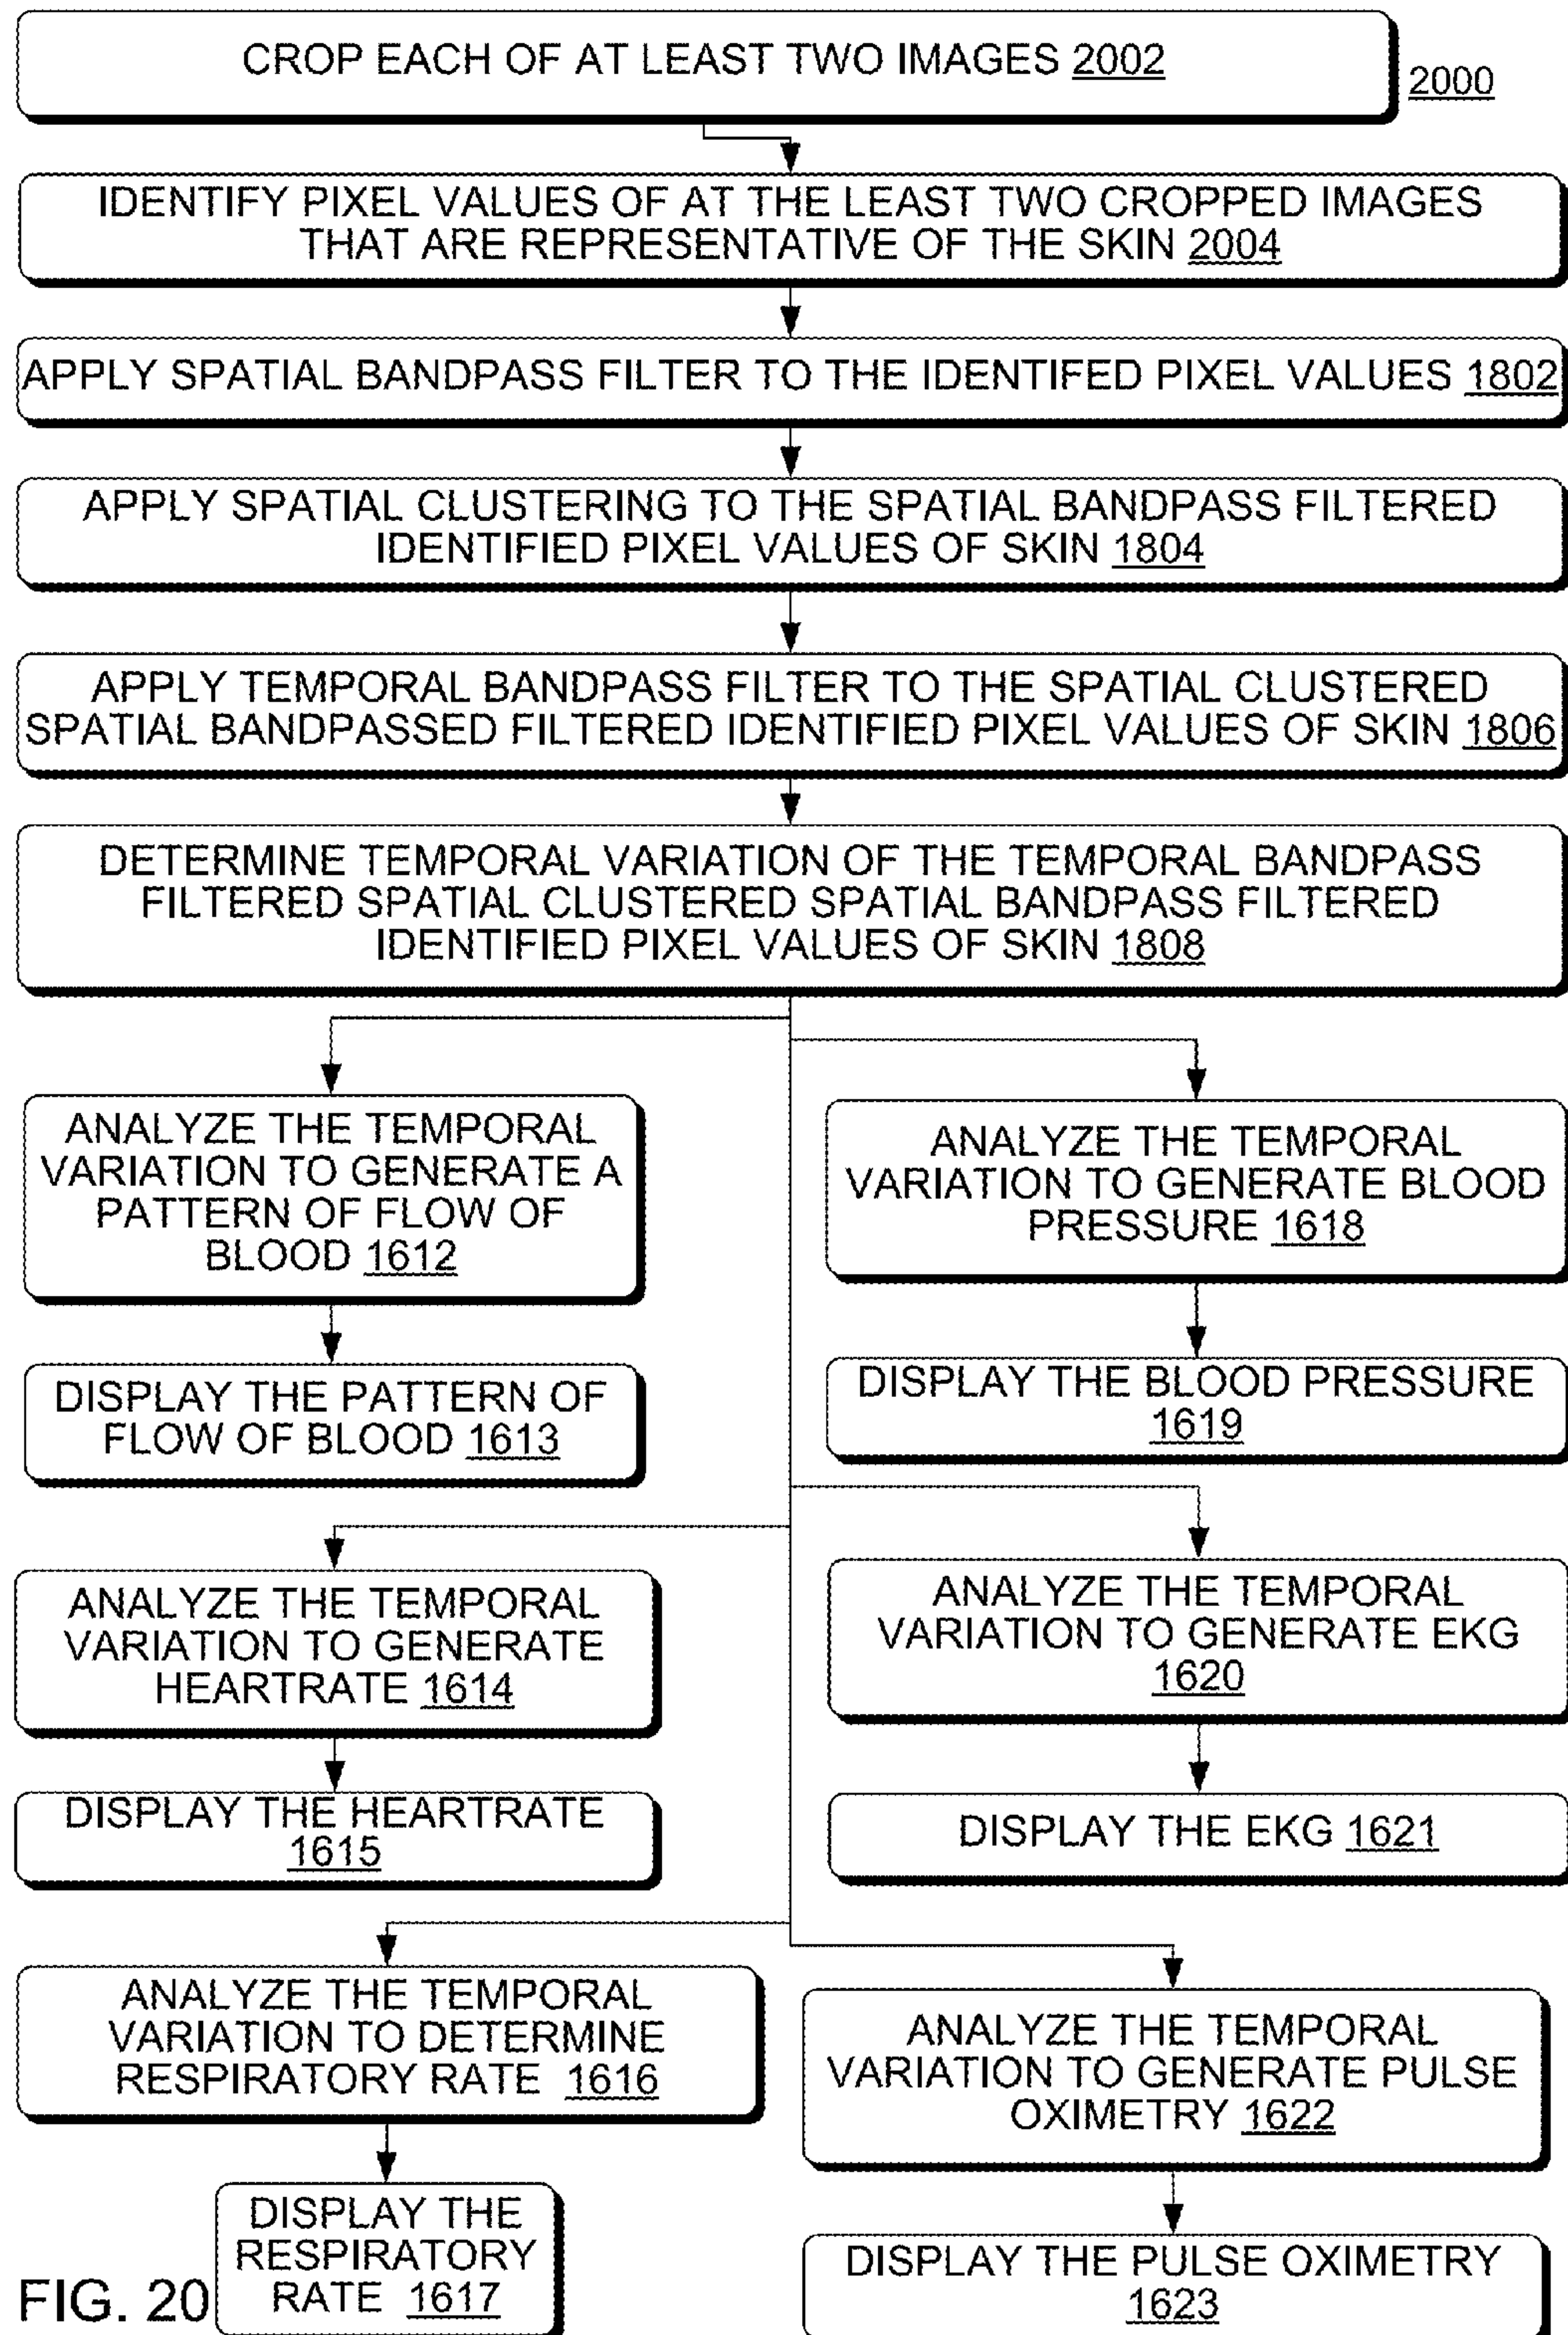 CROP EACH OF AT LEAST TWO IMAGES 2002
2000
IDENTIFY PIXEL VALUES OF AT THE LEAST TWO CROPPED IMAGES
THAT ARE REPRESENTATIVE OF THE SKIN 2004
APPLY SPATIAL BANDPASS FILTER TO THE IDENTIFED PIXEL VALUES 1802
APPLY SPATIAL CLUSTERING TO THE SPATIAL BANDPASS FILTERED
IDENTIFIED PIXEL VALUES OF SKIN 1804
APPLY TEMPORAL BANDPASS FILTER TO THE SPATIAL CLUSTERED
SPATIAL BANDPASSED FILTERED IDENTIFIED PIXEL VALUES OF SKIN 1806
DETERMINE TEMPORAL VARIATION OF THE TEMPORAL BANDPASS
FILTERED SPATIAL CLUSTERED SPATIAL BANDPASS FILTERED
IDENTIFIED PIXEL VALUES OF SKIN 1808
ANALYZE THE TEMPORAL
VARIATION TO GENERATE A
PATTERN OF FLOW OF
BLOOD 1612
ANALYZE THE TEMPORAL
VARIATION TO GENERATE BLOOD
PRESSURE 1618
DISPLAY THE PATTERN OF
FLOW OF BLOOD 1613
DISPLAY THE BLOOD PRESSURE
1619
ANALYZE THE TEMPORAL
VARIATION TO GENERATE
HEARTRATE 1614
ANALYZE THE TEMPORAL
VARIATION TO GENERATE EKG
1620
DISPLAY THE HEARTRATE
1615
DISPLAY THE EKG 1621
ANALYZE THE TEMPORAL
VARIATION TO DETERMINE
RESPIRATORY RATE 1616
ANALYZE THE TEMPORAL
VARIATION TO GENERATE PULSE
OXIMETRY 1622
DISPLAY THE
RESPIRATORY
RATE 1617
DISPLAY THE PULSE OXIMETRY
1623
FIG. 20